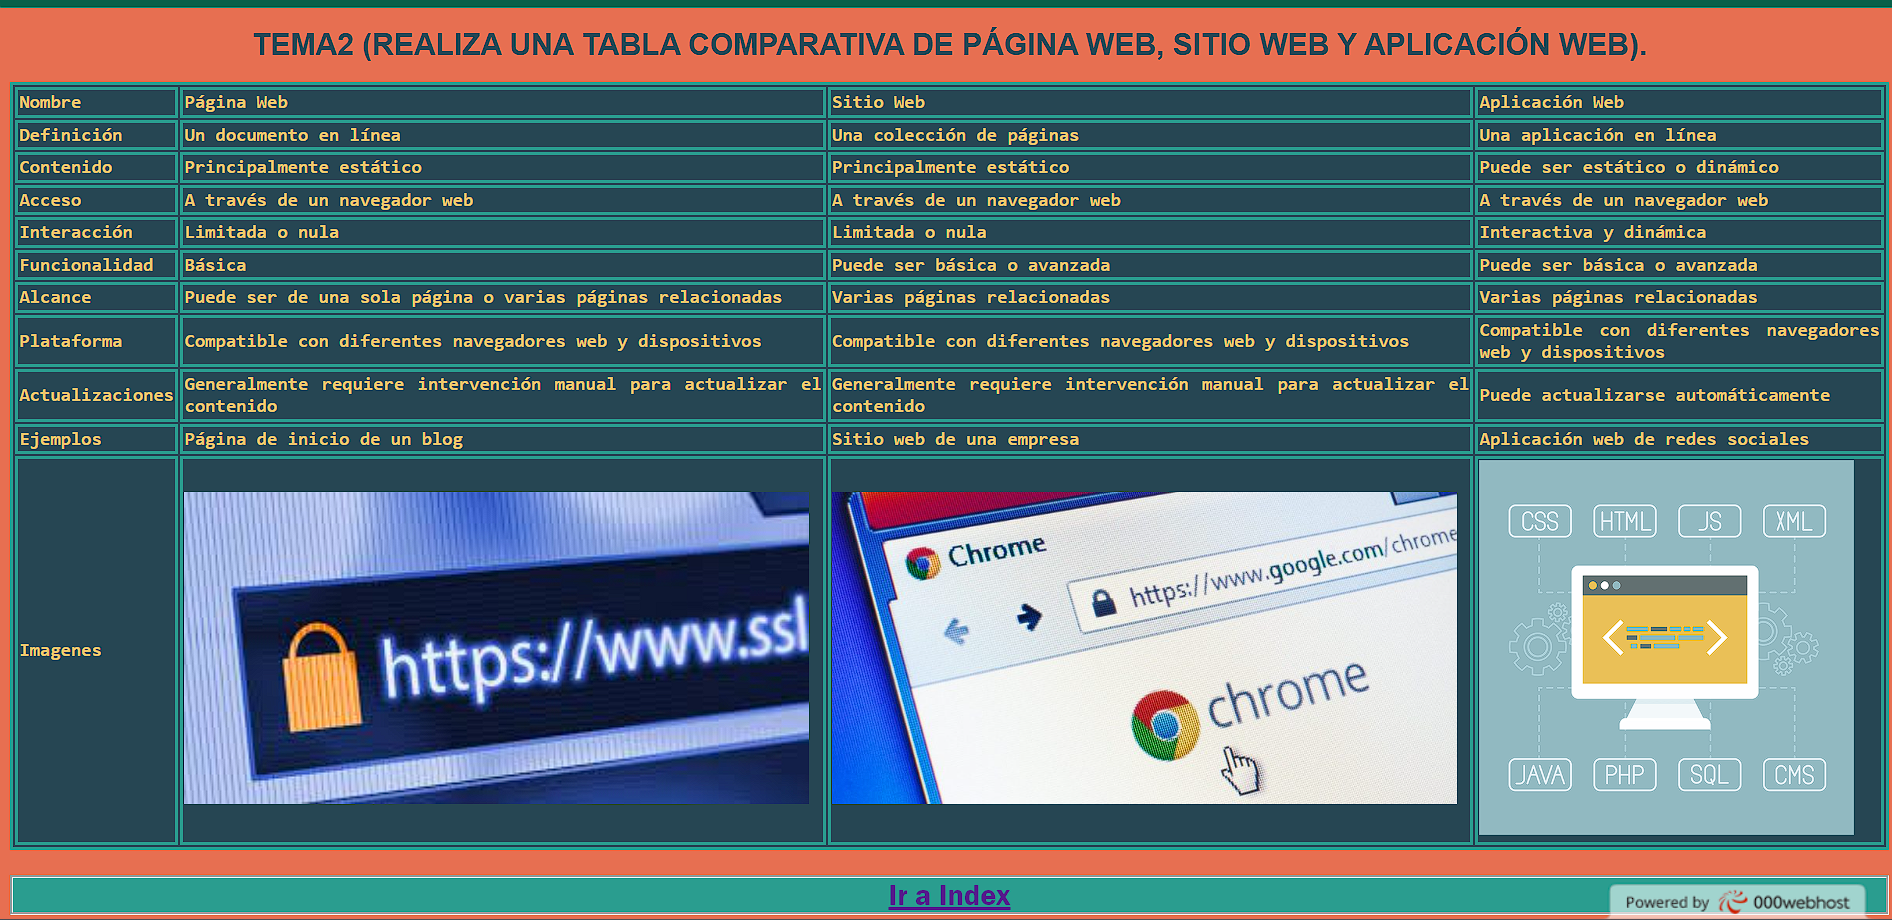 TEMA2 (REALIZA UNA TABLA COMPARATIVA DE PÁGINA WEB, SITIO WEB Y APLICACIÓN WEB).
Nombre Página Web Sitio Web Aplicación Web
Definición Un documento en línea Una colección de páginas Una aplicación en línea
Contenido Principalmente estático Principalmente estático Puede ser estático o dinámico
Acceso A través de un navegador web A través de un navegador web A través de un navegador web
Interacción Limitada o nula Limitada o nula Interactiva y dinámica
Funcionalidad Básica Puede ser básica o avanzada Puede ser básica o avanzada
Alcance Puede ser de una sola página o varias páginas relacionadas Varias páginas relacionadas Varias páginas relacionadas
Plataforma Compatible con diferentes navegadores web y dispositivos Compatible con diferentes navegadores web y dispositivos Compatible con diferentes navegadores
web y dispositivos
Actualizaciones Generalmente requiere intervención manual para actualizar el
contenido
Generalmente requiere intervención manual para actualizar el
contenido
Puede actualizarse automáticamente
Ejemplos Página de inicio de un blog Sitio web de una empresa Aplicación web de redes sociales
Imagenes
https://www.ssl
Chrome
https://www.google.com/chrome
chrome
CSS HTML JS XML
JAVA PHP SQL CMS
Ir a Index
Powered by 000webhost